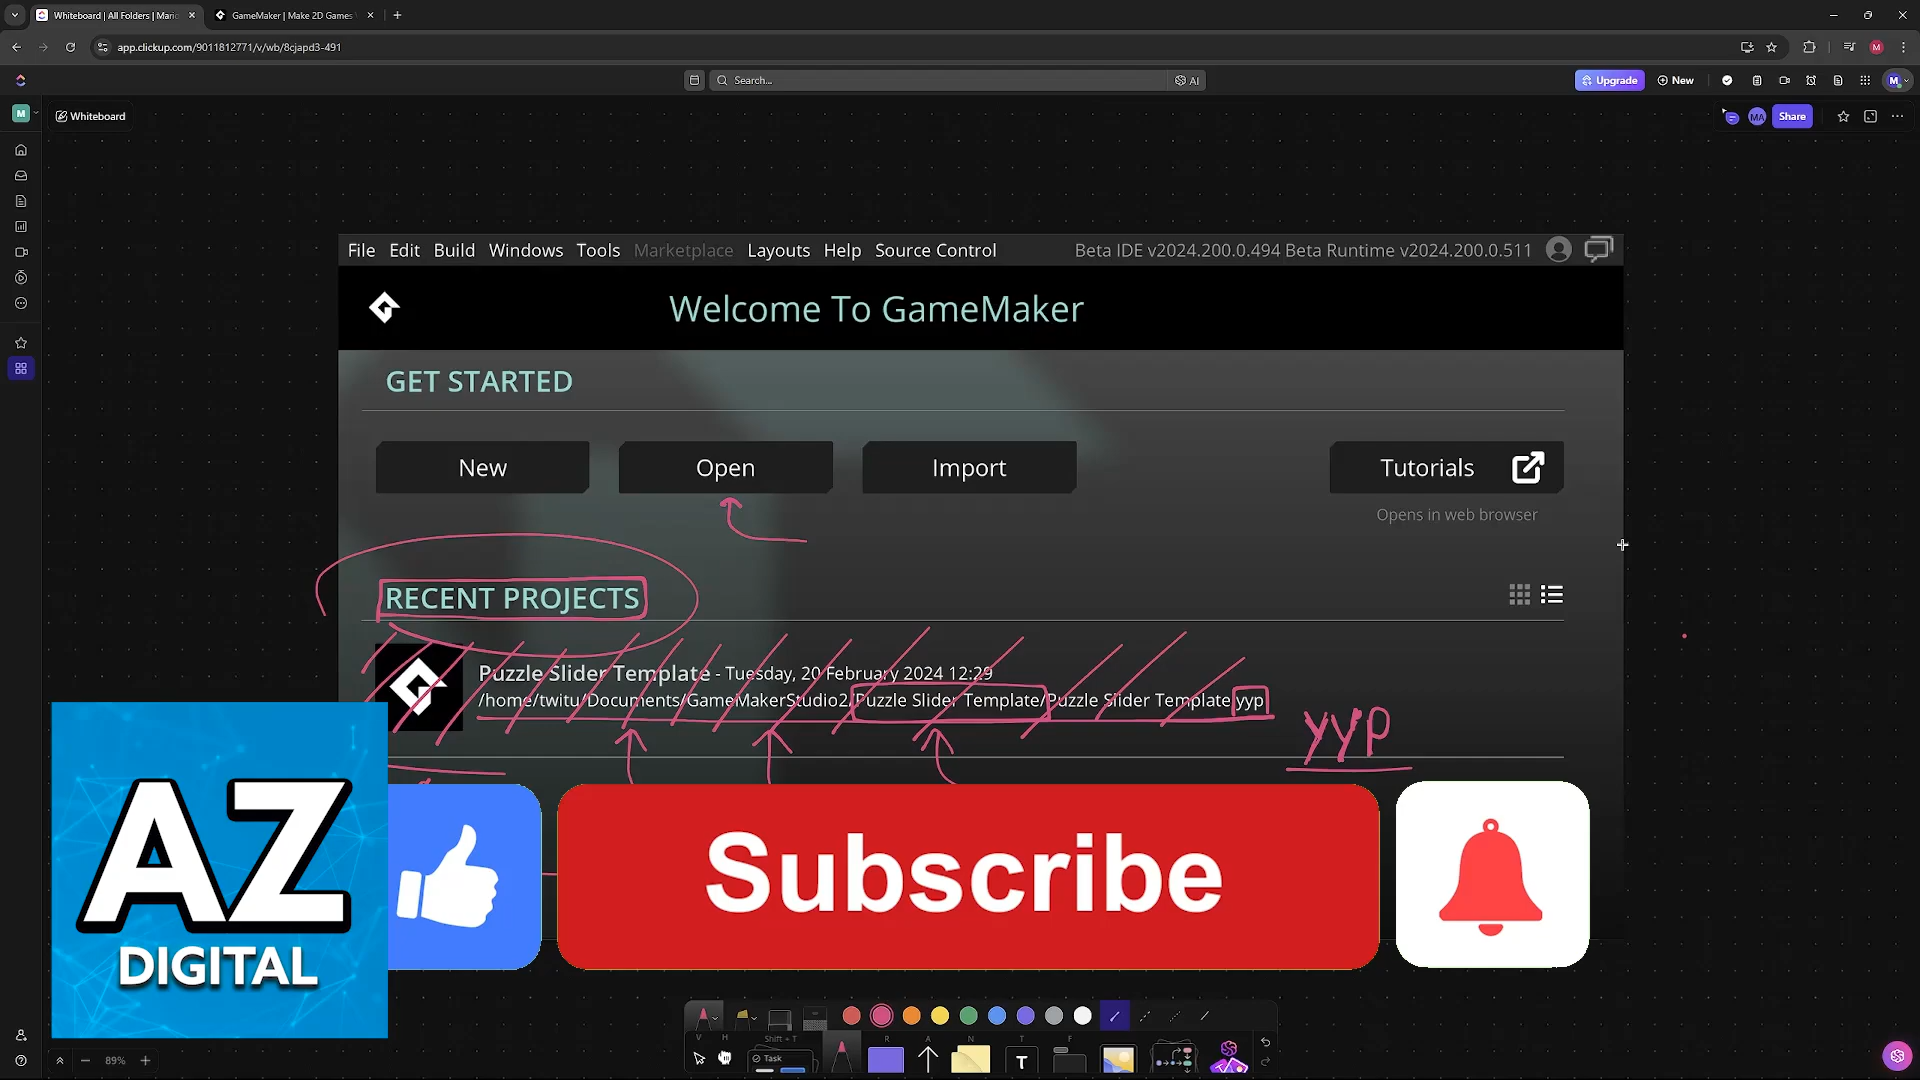 Whiteboard | All Folders | Mario
GameMaker | Make 2D Games
app.clickup.com/9011812771/v/wb/8cjapd3-491
M
Search...
AI
Upgrade
New
M
M
Whiteboard
MA
Share
File Edit Build Windows Tools Marketplace Layouts Help Source Control
Beta IDE v2024.200.0.494 Beta Runtime v2024.200.0.511
Welcome To GameMaker
GET STARTED
New
Open
Import
Tutorials
Opens in web browser
RECENT PROJECTS
Puzzle Slider Template - Tuesday, 20 February 2024 12:29
/home/twitu/Documents/GameMakerStudio2/Puzzle Slider Template/Puzzle Slider Template.yyp
yyp
AZ
DIGITAL
Subscribe
V
H
Shift + T
R
A
N
T
F
Task
T
89%